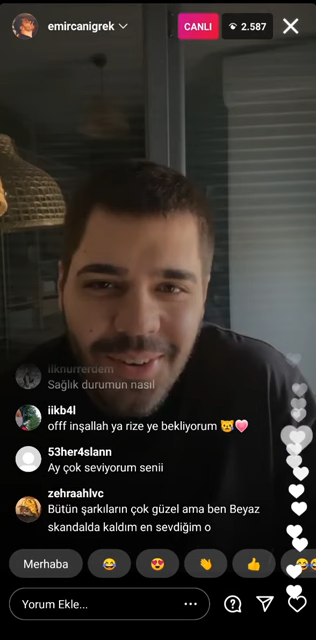 emircanigrek
CANLI
2.587
ilknurrerdem
Sağlık durumun nasıl
iikb4l
offf inşallah ya rize ye bekliyorum 😿💗
53her4slann
Ay çok seviyorum senii
zehraahlvc
Bütün şarkıların çok güzel ama ben Beyaz
skandalda kaldım en sevdiğim o
Merhaba
Yorum Ekle...